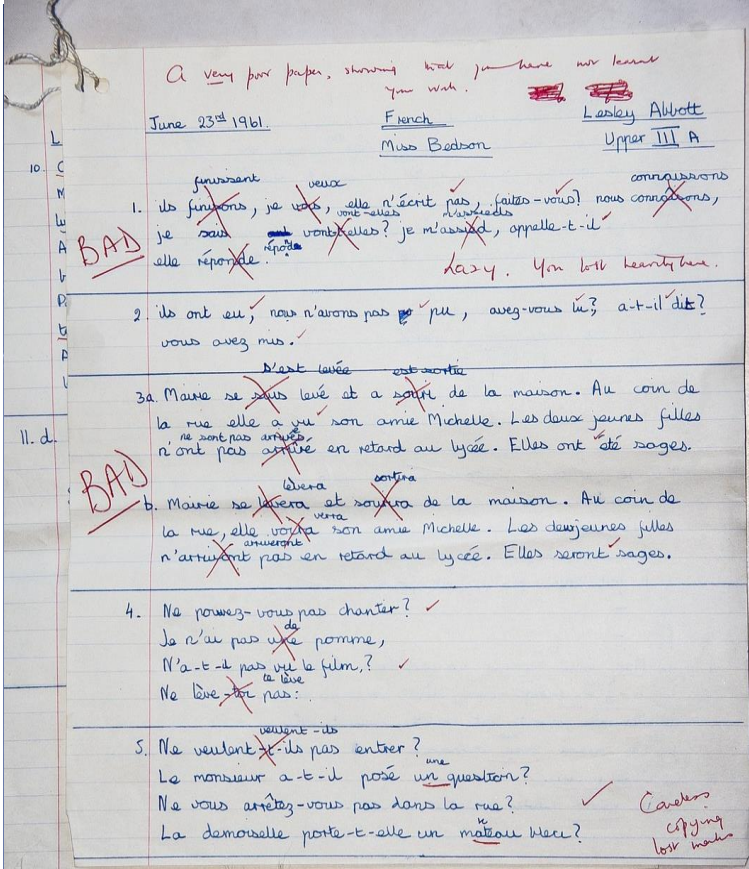 A very poor paper, showing that you have not learnt
your work.
June 23rd 1961. French Lesley Abbott
Miss Bedson Upper III A
L
10. C
M
A
P
A
11. d.
finissent veux connaissons
1. ils finirons, je vois, elle n'écrit pas, faites-vous? nous connaisons,
vont-elles m'assieds
je sais vont-elles? je m'assied, appelle-t-il
BAD
répond
elle réponde.
Lazy. You lost heavily here.
2. ils ont eu, nous n'avons pas pu, avez-vous lu? a-t-il dit?
vous avez mis.
s'est levée est sortie
3a. Mairie se suis levé et a sorti de la maison. Au coin de
la rue elle a vu son amie Michelle. Les deux jeunes filles
ne sont pas arrivées
n'ont pas arrivé en retard au lycée. Elles ont été sages.
BAD
lèvera sortira
b. Mairie se levera et sourira de la maison. Au coin de
verra
la rue, elle voira son amie Michelle. Les deux jeunes filles
arriveront
n'arrivont pas en retard au lycée. Elles seront sages.
4. Ne pouvez-vous pas chanter?
de
Je n'ai pas une pomme,
N'a-t-il pas vu le film,?
te lève
Ne lève-toi pas:
veulent-ils
5. Ne veulent-t-ils pas entrer?
une
Le monsieur a-t-il posé un question?
Ne vous arrêtez-vous pas dans la rue?
n
La demoiselle porte-t-elle un mateau bleu?
Careless
copying
lost marks